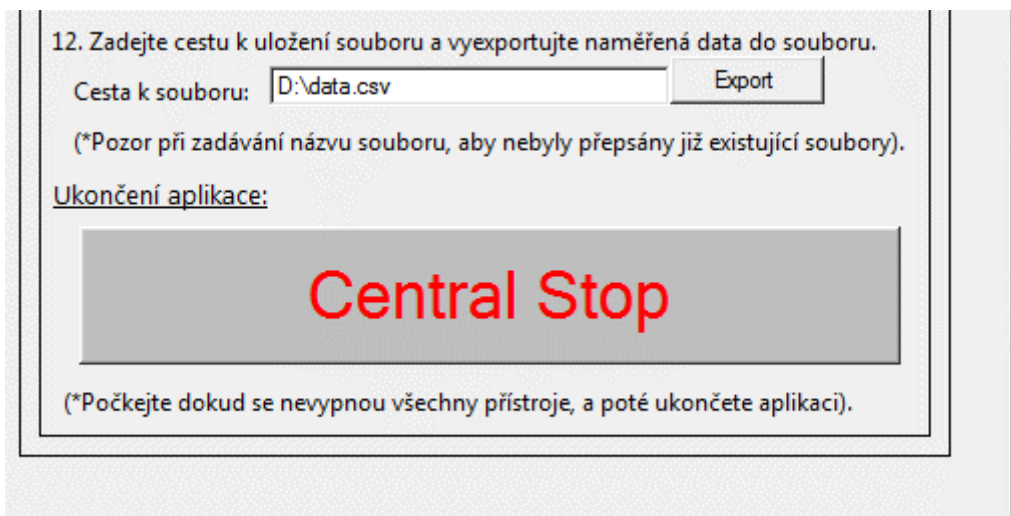 12. Zadejte cestu k uložení souboru a vyexportujte naměřená data do souboru.
Cesta k souboru: D:\data.csv Export
(*Pozor při zadávání názvu souboru, aby nebyly přepsány již existující soubory).
Ukončení aplikace:
Central Stop
(*Počkejte dokud se nevypnou všechny přístroje, a poté ukončete aplikaci).